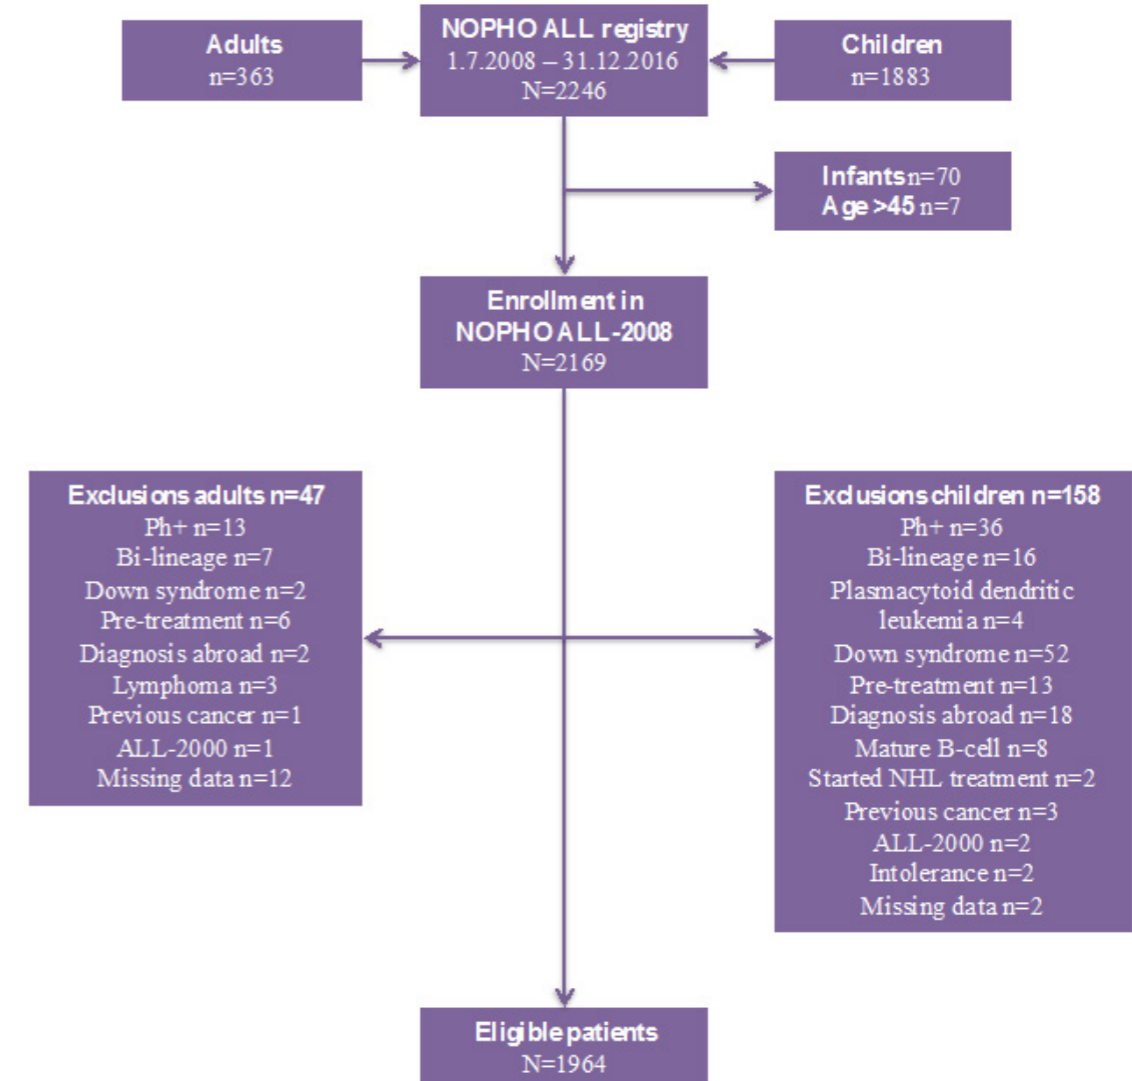 Adults
n=363
NOPHO ALL registry
1.7.2008 – 31.12.2016
N=2246
Children
n=1883
Infants n=70
Age >45 n=7
Enrollment in
NOPHO ALL-2008
N=2169
Exclusions adults n=47
Ph+ n=13
Bi-lineage n=7
Down syndrome n=2
Pre-treatment n=6
Diagnosis abroad n=2
Lymphoma n=3
Previous cancer n=1
ALL-2000 n=1
Missing data n=12
Exclusions children n=158
Ph+ n=36
Bi-lineage n=16
Plasmacytoid dendritic
leukemia n=4
Down syndrome n=52
Pre-treatment n=13
Diagnosis abroad n=18
Mature B-cell n=8
Started NHL treatment n=2
Previous cancer n=3
ALL-2000 n=2
Intolerance n=2
Missing data n=2
Eligible patients
N=1964